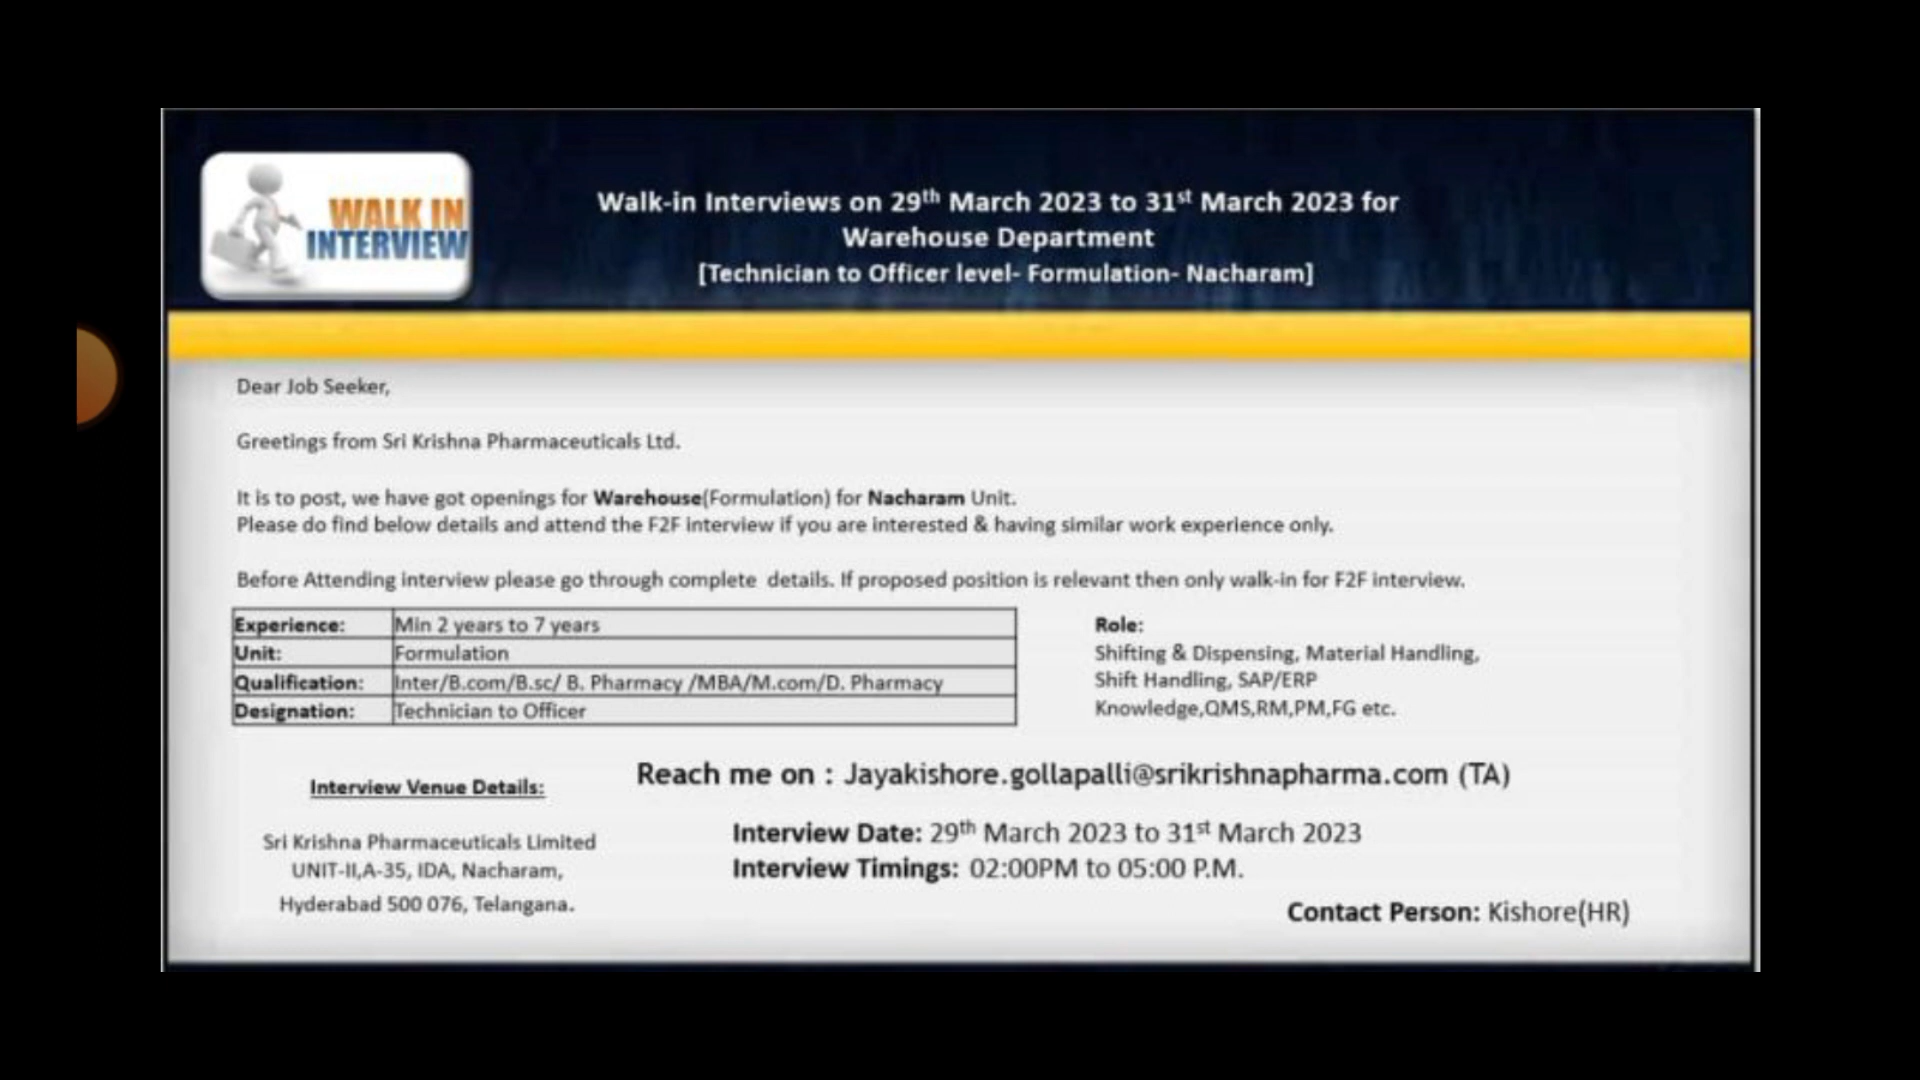 WALK IN
INTERVIEW
Walk-in Interviews on 29th March 2023 to 31st March 2023 for
Warehouse Department
[Technician to Officer level- Formulation- Nacharam]
Dear Job Seeker,
Greetings from Sri Krishna Pharmaceuticals Ltd.
It is to post, we have got openings for Warehouse(Formulation) for Nacharam Unit.
Please do find below details and attend the F2F interview if you are interested & having similar work experience only.
Before Attending interview please go through complete details. If proposed position is relevant then only walk-in for F2F interview.
Experience: Min 2 years to 7 years
Unit: Formulation
Qualification: Inter/B.com/B.sc/ B. Pharmacy /MBA/M.com/D. Pharmacy
Designation: Technician to Officer
Role:
Shifting & Dispensing, Material Handling,
Shift Handling, SAP/ERP
Knowledge,QMS,RM,PM,FG etc.
Reach me on : Jayakishore.gollapalli@srikrishnapharma.com (TA)
Interview Venue Details:
Sri Krishna Pharmaceuticals Limited
UNIT-II,A-35, IDA, Nacharam,
Hyderabad 500 076, Telangana.
Interview Date: 29th March 2023 to 31st March 2023
Interview Timings: 02:00PM to 05:00 P.M.
Contact Person: Kishore(HR)